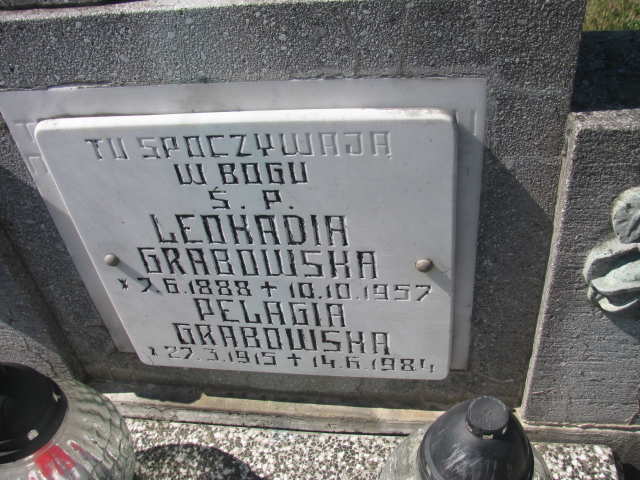 TU SPOCZYWAJĄ
W BOGU
Ś. P.
LEOKADIA
GRABOWSKA
* 7.6.1888 + 10.10.1957
PELAGIA
GRABOWSKA
* 27.3.1915 + 14.6.1984